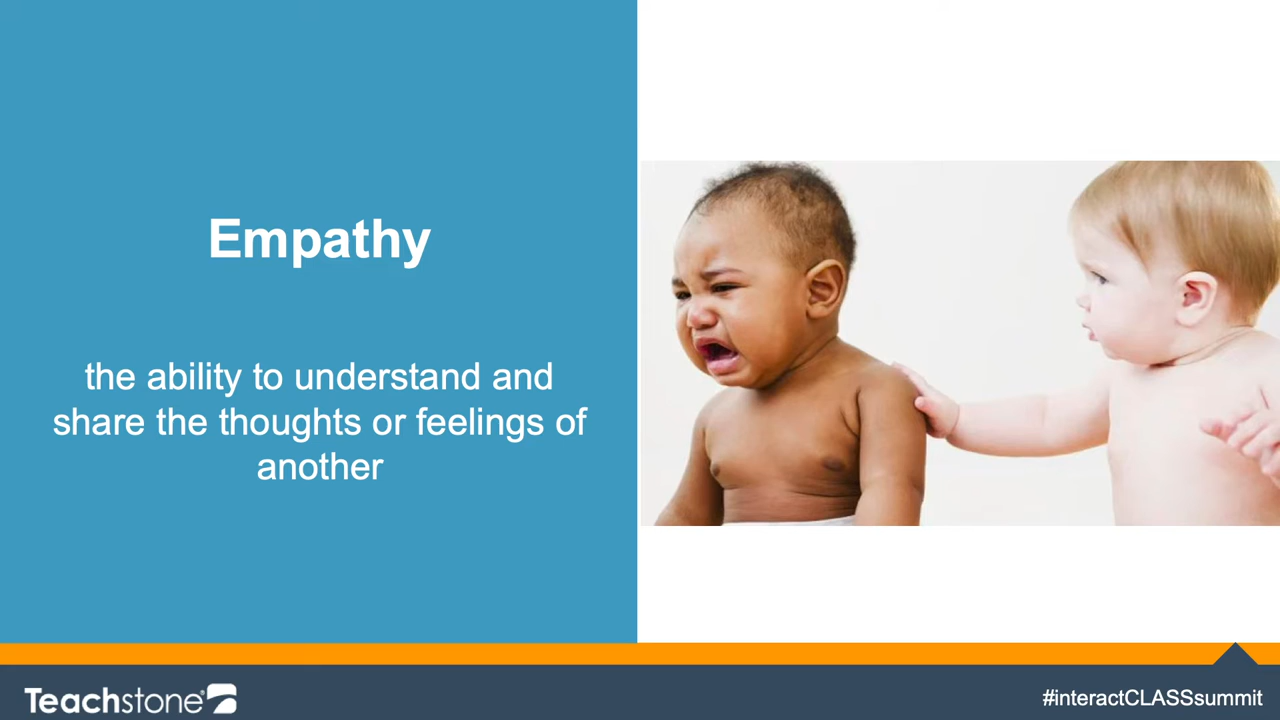 Empathy
the ability to understand and
share the thoughts or feelings of
another
Teachstone
#interactCLASSsummit